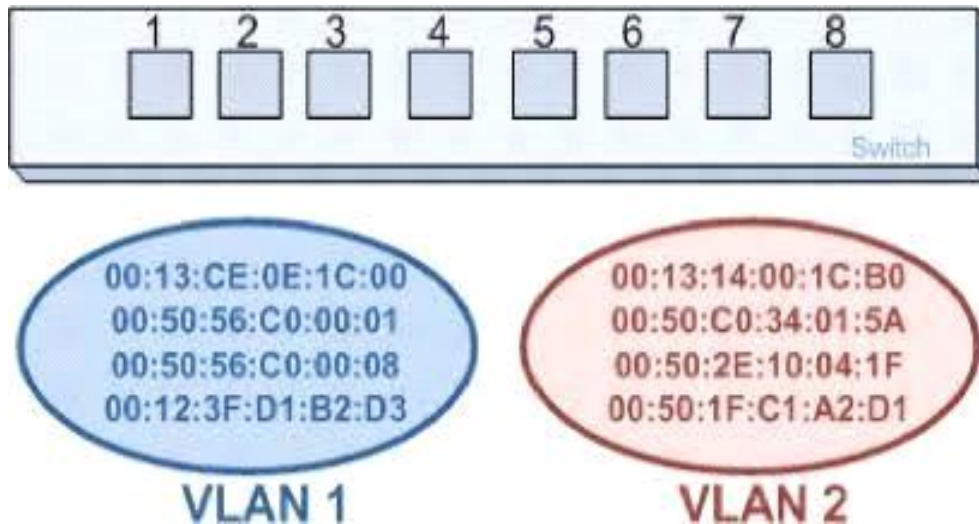 1 2 3 4 5 6 7 8
Switch
00:13:CE:0E:1C:00
00:50:56:C0:00:01
00:50:56:C0:00:08
00:12:3F:D1:B2:D3
VLAN 1
00:13:14:00:1C:B0
00:50:C0:34:01:5A
00:50:2E:10:04:1F
00:50:1F:C1:A2:D1
VLAN 2